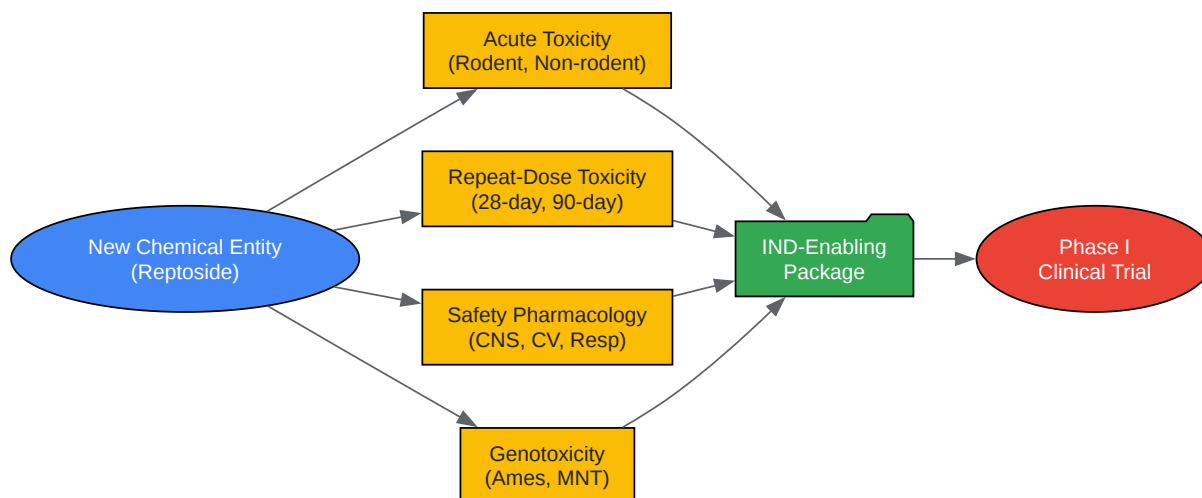 Acute Toxicity
(Rodent, Non-rodent)
Repeat-Dose Toxicity
(28-day, 90-day)
New Chemical Entity
(Reptoside)
IND-Enabling
Package
Phase I
Clinical Trial
Safety Pharmacology
(CNS, CV, Resp)
Genotoxicity
(Ames, MNT)